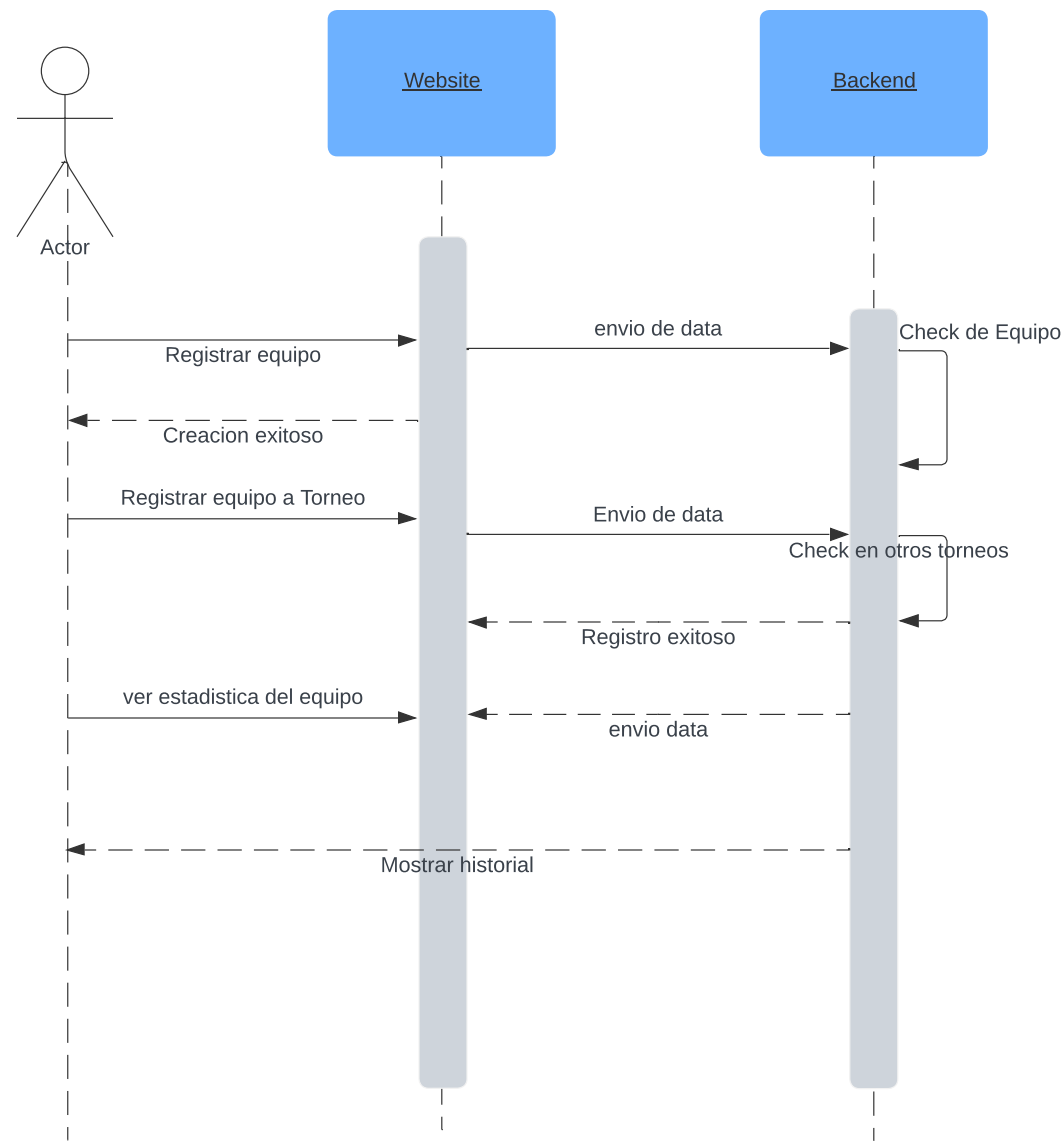 Website
Backend
Actor
envio de data
Check de Equipo
Registrar equipo
Creacion exitoso
Registrar equipo a Torneo
Envio de data
Check en otros torneos
Registro exitoso
ver estadistica del equipo
envio data
Mostrar historial